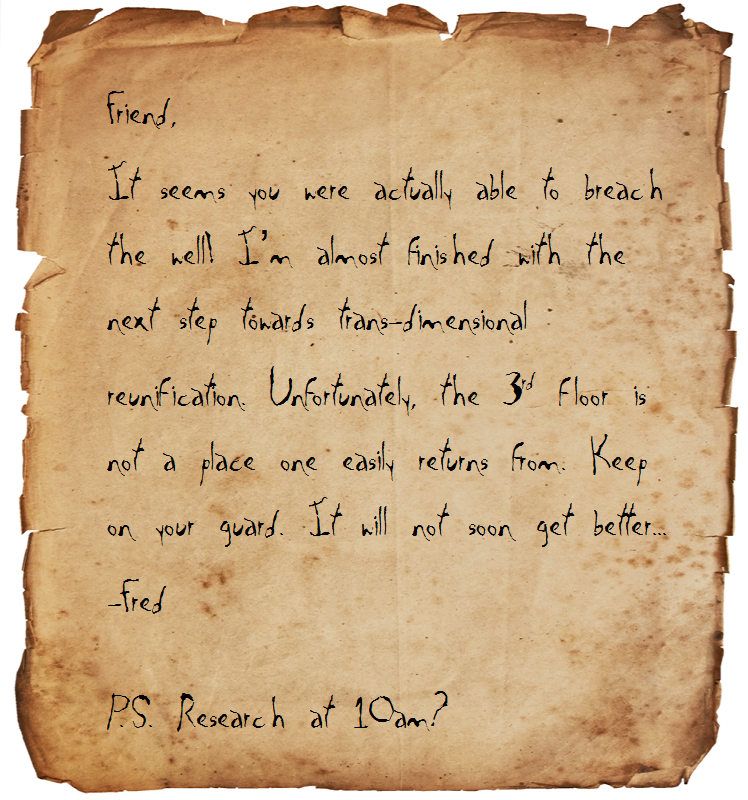 Friend,
It seems you were actually able to breach
the well! I'm almost finished with the
next step towards trans-dimensional
reunification. Unfortunately, the 3rd Floor is
not a place one easily returns from. Keep
on your guard. It will not soon get better...
-Fred
P.S. Research at 10am?